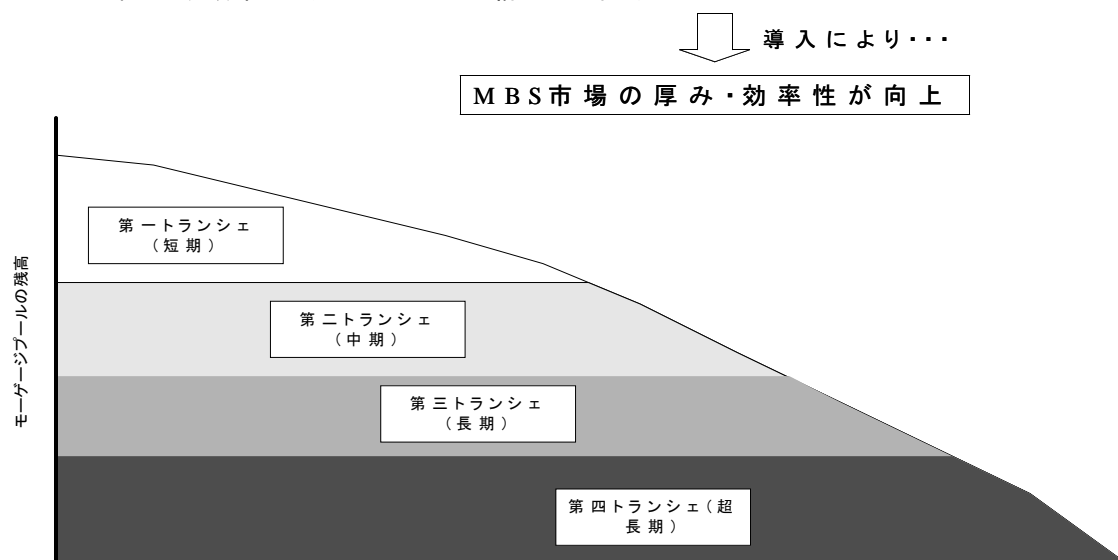 導入により・・・
MBS市場の厚み・効率性が向上
第一トランシェ
(短期)
モーゲージプールの残高
第二トランシェ
(中期)
第三トランシェ
(長期)
第四トランシェ(超
長期)